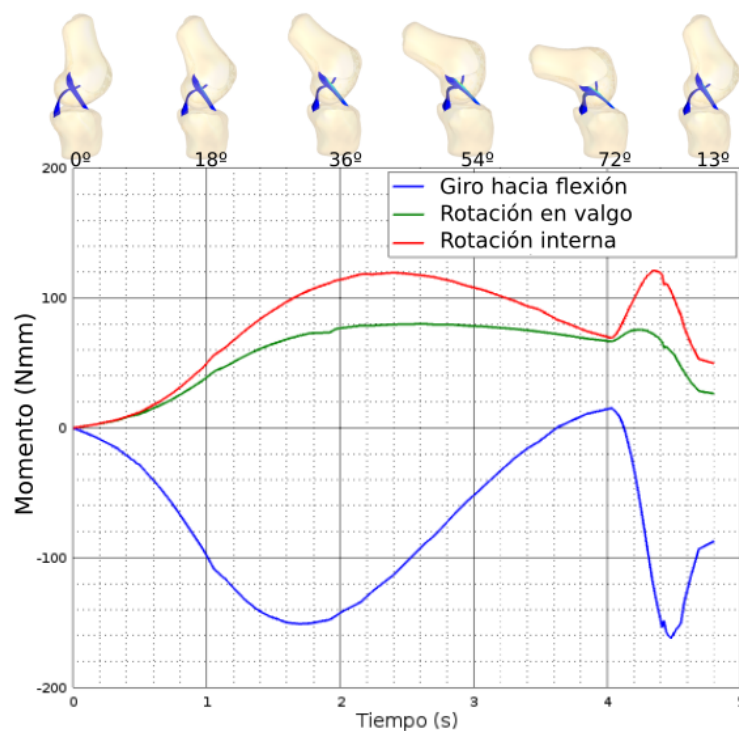 0º 18º 36º 54º 72º 13º
200
Giro hacia flexión
Rotación en valgo
Rotación interna
100
0
-100
-200
Momento (Nmm)
0 1 2 3 4 5
Tiempo (s)